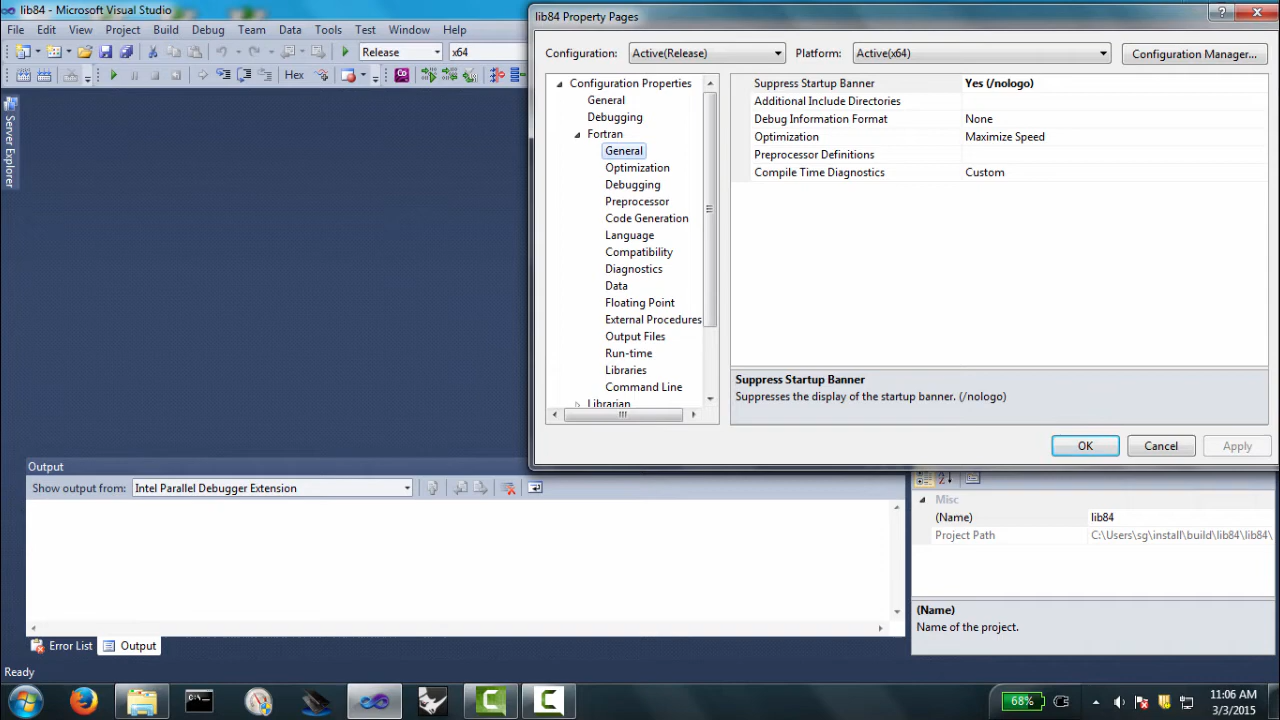 lib84 - Microsoft Visual Studio
File Edit View Project Build Debug Team Data Tools Test Window Help
Release x64
Hex
Server Explorer
lib84 Property Pages
Configuration: Active(Release) Platform: Active(x64) Configuration Manager...
Configuration Properties
General
Debugging
Fortran
General
Optimization
Debugging
Preprocessor
Code Generation
Language
Compatibility
Diagnostics
Data
Floating Point
External Procedures
Output Files
Run-time
Libraries
Command Line
Librarian
Suppress Startup Banner Yes (/nologo)
Additional Include Directories
Debug Information Format None
Optimization Maximize Speed
Preprocessor Definitions
Compile Time Diagnostics Custom
Suppress Startup Banner
Suppresses the display of the startup banner. (/nologo)
OK Cancel Apply
Output
Show output from: Intel Parallel Debugger Extension
Misc
(Name) lib84
Project Path C:\Users\sg\install\build\lib84\lib84\
(Name)
Name of the project.
Error List Output
Ready
68%
11:06 AM
3/3/2015